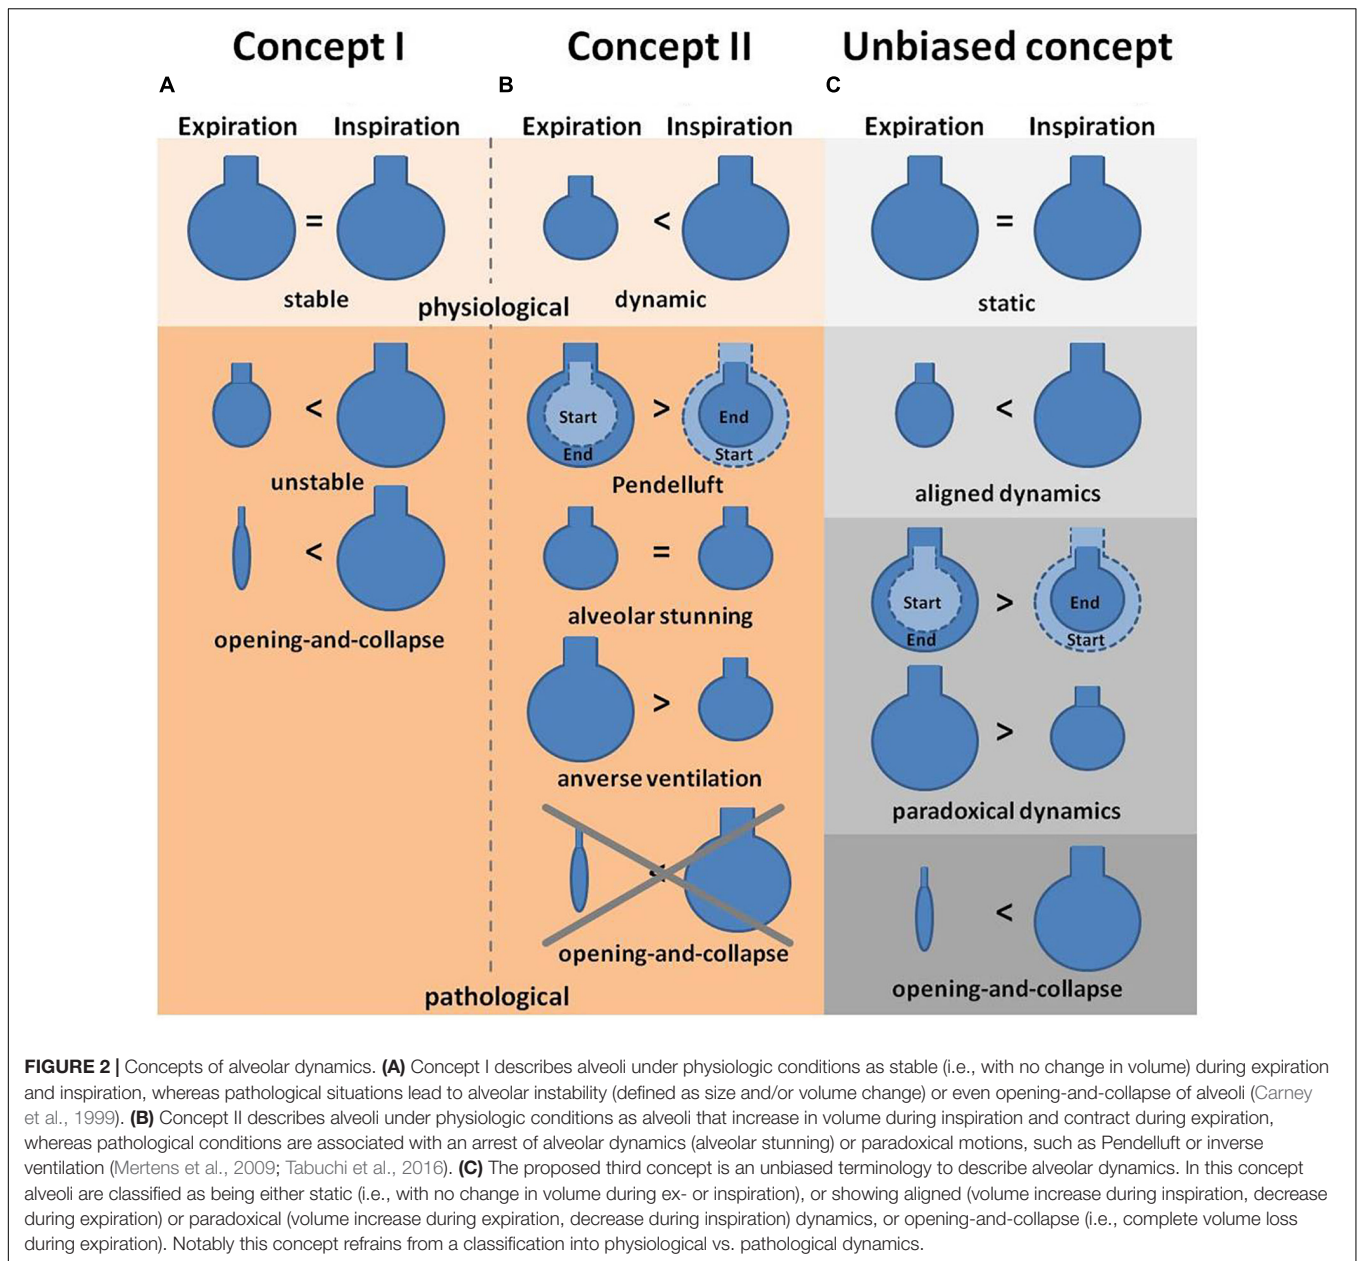 Concept I
Concept II
Unbiased concept
A
B
C
Expiration
Inspiration
Expiration
Inspiration
Expiration
Inspiration
=
<
=
stable
physiological
dynamic
static
<
Start
End
>
End
Start
<
unstable
Pendelluft
aligned dynamics
<
=
Start
End
>
End
Start
opening-and-collapse
alveolar stunning
>
>
anverse ventilation
paradoxical dynamics
<
<
opening-and-collapse
opening-and-collapse
pathological
FIGURE 2 | Concepts of alveolar dynamics. (A) Concept I describes alveoli under physiologic conditions as stable (i.e., with no change in volume) during expiration
and inspiration, whereas pathological situations lead to alveolar instability (defined as size and/or volume change) or even opening-and-collapse of alveoli (Carney
et al., 1999). (B) Concept II describes alveoli under physiologic conditions as alveoli that increase in volume during inspiration and contract during expiration,
whereas pathological conditions are associated with an arrest of alveolar dynamics (alveolar stunning) or paradoxical motions, such as Pendelluft or inverse
ventilation (Mertens et al., 2009; Tabuchi et al., 2016). (C) The proposed third concept is an unbiased terminology to describe alveolar dynamics. In this concept
alveoli are classified as being either static (i.e., with no change in volume during ex- or inspiration), or showing aligned (volume increase during inspiration, decrease
during expiration) or paradoxical (volume increase during expiration, decrease during inspiration) dynamics, or opening-and-collapse (i.e., complete volume loss
during expiration). Notably this concept refrains from a classification into physiological vs. pathological dynamics.